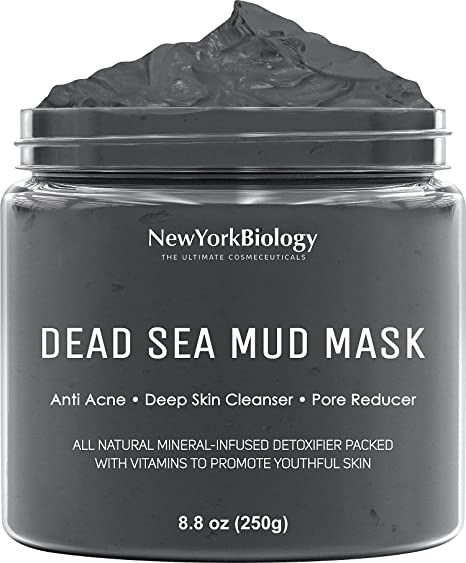 NewYorkBiology
THE ULTIMATE COSMECEUTICALS
DEAD SEA MUD MASK
Anti Acne • Deep Skin Cleanser • Pore Reducer
ALL NATURAL MINERAL-INFUSED DETOXIFIER PACKED
WITH VITAMINS TO PROMOTE YOUTHFUL SKIN
8.8 oz (250g)